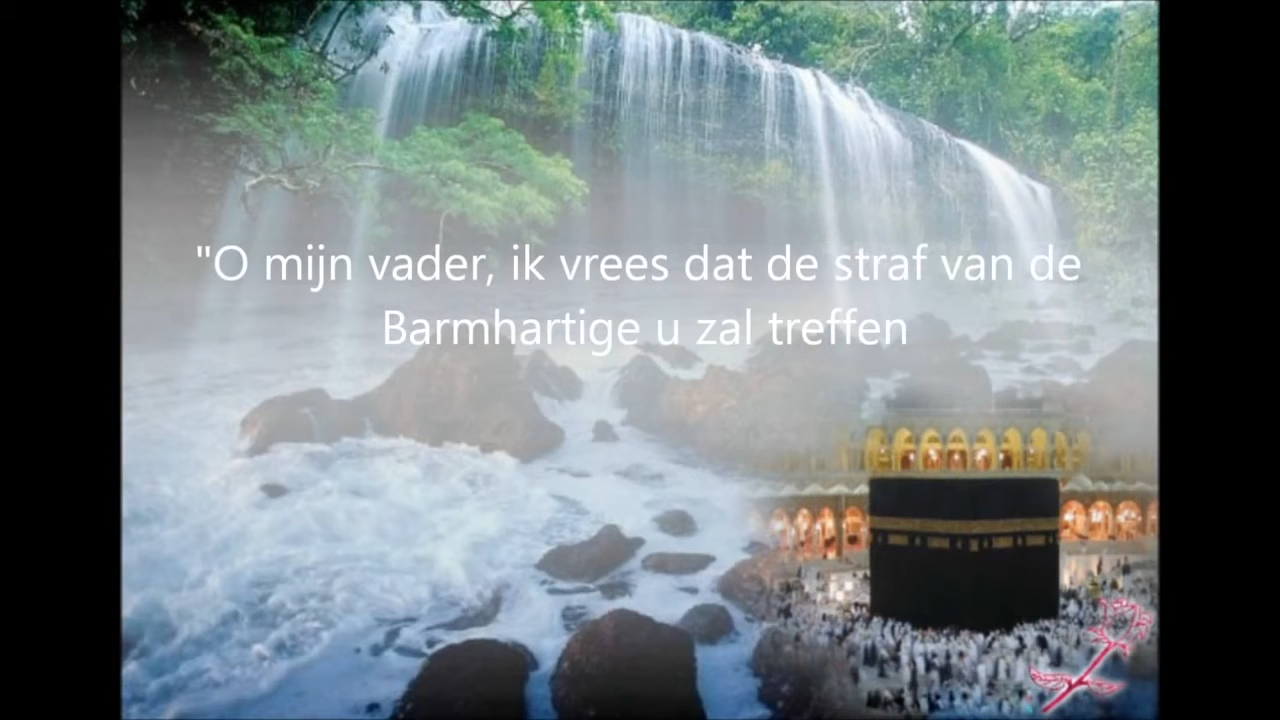 "O mijn vader, ik vrees dat de straf van de
Barmhartige u zal treffen